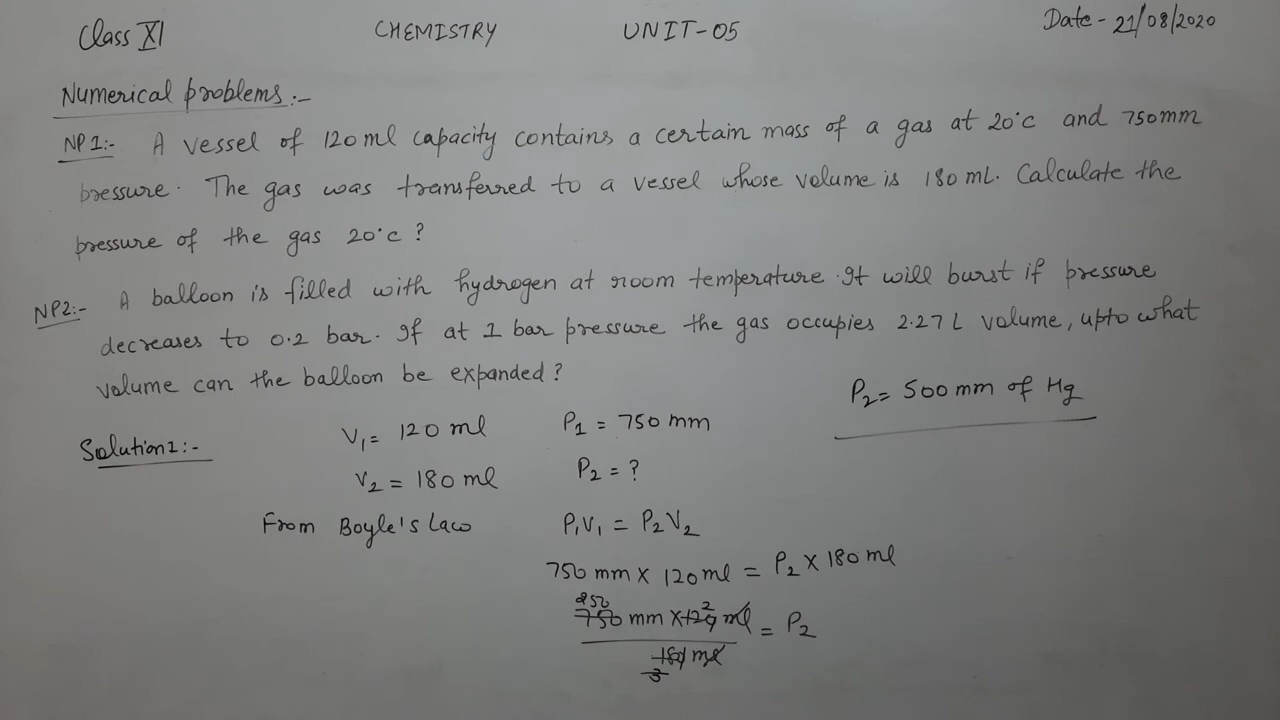 Class XI CHEMISTRY UNIT-05 Date - 21/08/2020
Numerical problems :-
NP 1:- A vessel of 120 ml capacity contains a certain mass of a gas at 20°c and 750mm
pressure. The gas was transferred to a vessel whose volume is 180 mL. Calculate the
pressure of the gas 20°c ?
NP2:- A balloon is filled with hydrogen at room temperature. It will burst if pressure
decreases to 0.2 bar. If at 1 bar pressure the gas occupies 2.27 L volume, upto what
volume can the balloon be expanded ?
P2 = 500 mm of Hg
Solution1:- V1 = 120 ml P1 = 750 mm
V2 = 180 ml P2 = ?
From Boyle's Law P1V1 = P2V2
750 mm X 120 ml = P2 X 180 ml
250 2
750 mm X 120 ml = P2
180 ml
3